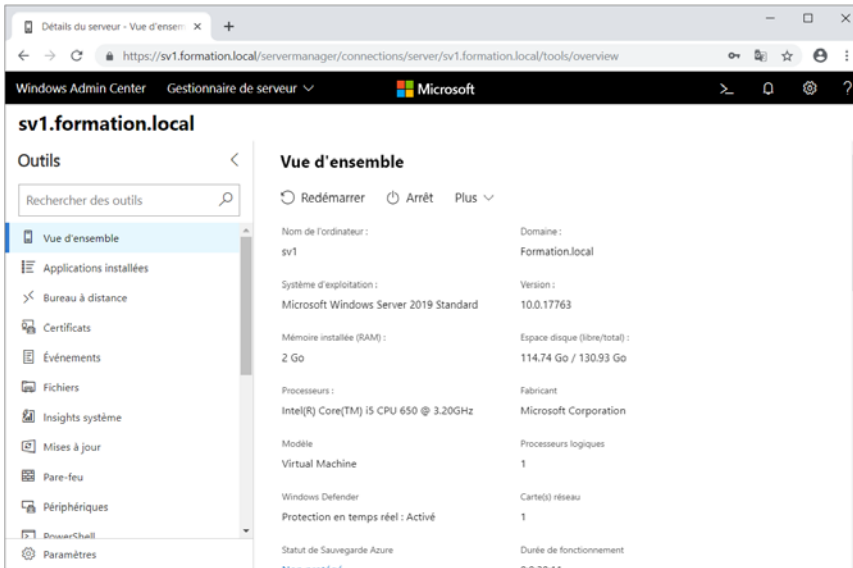 Détails du serveur - Vue d'ensem
https://sv1.formation.local/servermanager/connections/server/sv1.formation.local/tools/overview
Windows Admin Center Gestionnaire de serveur Microsoft
sv1.formation.local
Outils
Rechercher des outils
Vue d'ensemble
Applications installées
Bureau à distance
Certificats
Événements
Fichiers
Insights système
Mises à jour
Pare-feu
Périphériques
PowerShell
Paramètres
Vue d'ensemble
Redémarrer Arrêt Plus
Nom de l'ordinateur : Domaine :
sv1 Formation.local
Système d'exploitation : Version :
Microsoft Windows Server 2019 Standard 10.0.17763
Mémoire installée (RAM) : Espace disque (libre/total) :
2 Go 114.74 Go / 130.93 Go
Processeurs : Fabricant
Intel(R) Core(TM) i5 CPU 650 @ 3.20GHz Microsoft Corporation
Modèle Processeurs logiques
Virtual Machine 1
Windows Defender Carte(s) réseau
Protection en temps réel : Activé 1
Statut de Sauvegarde Azure Durée de fonctionnement